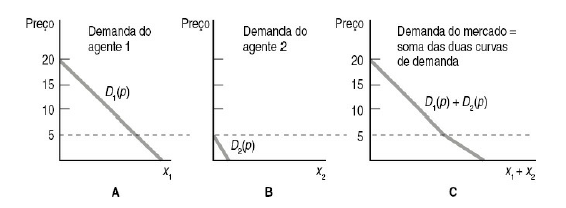 Preço
Demanda do
agente 1
20
15
10
5
D1(p)
x1
A
Preço
Demanda do
agente 2
D2(p)
x2
B
Preço
Demanda do mercado =
soma das duas curvas
de demanda
20
15
10
5
D1(p) + D2(p)
x1 + x2
C